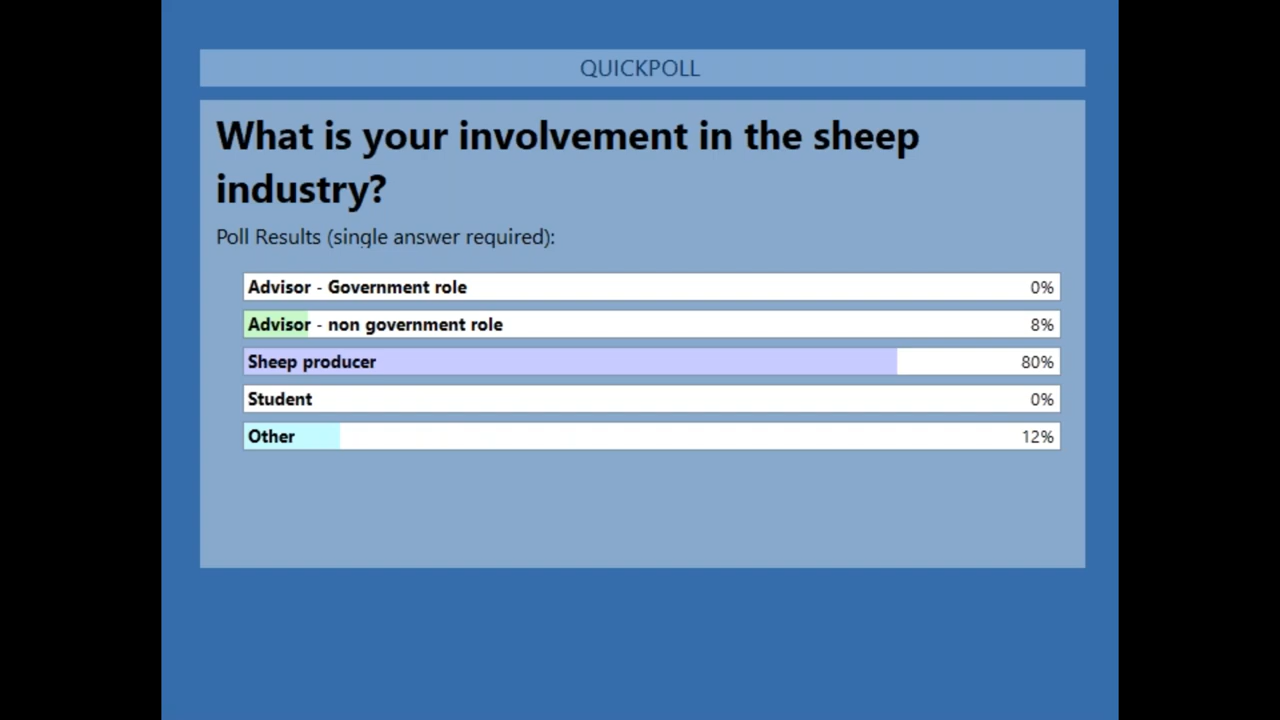 QUICKPOLL
What is your involvement in the sheep
industry?
Poll Results (single answer required):
Advisor - Government role 0%
Advisor - non government role 8%
Sheep producer 80%
Student 0%
Other 12%